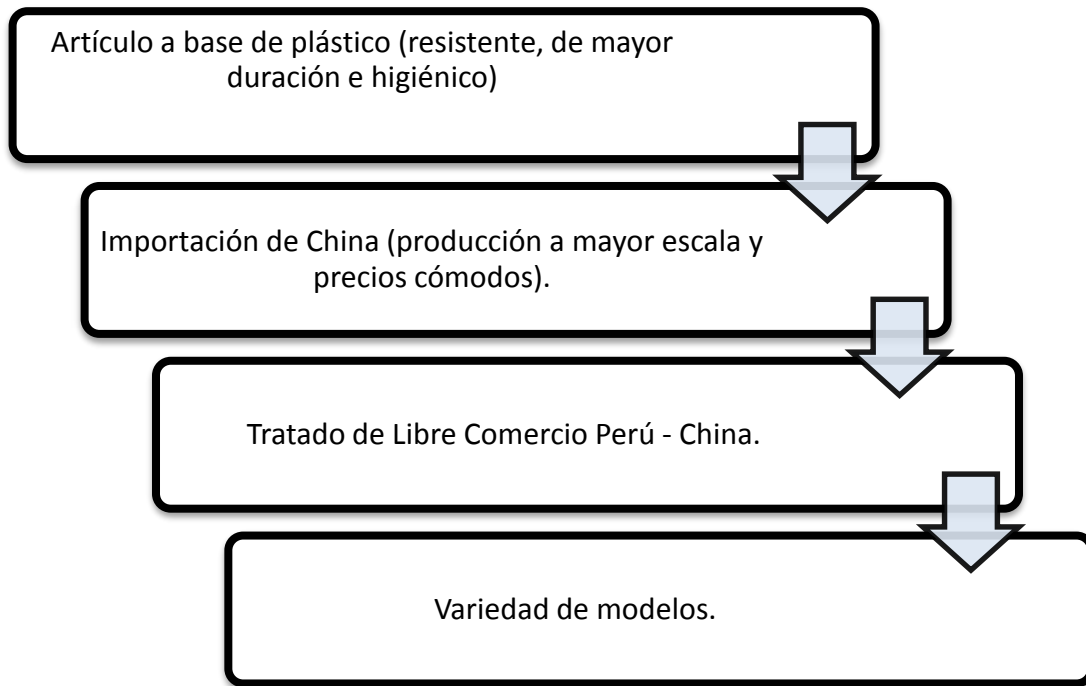 Artículo a base de plástico (resistente, de mayor
duración e higiénico)
Importación de China (producción a mayor escala y
precios cómodos).
Tratado de Libre Comercio Perú - China.
Variedad de modelos.